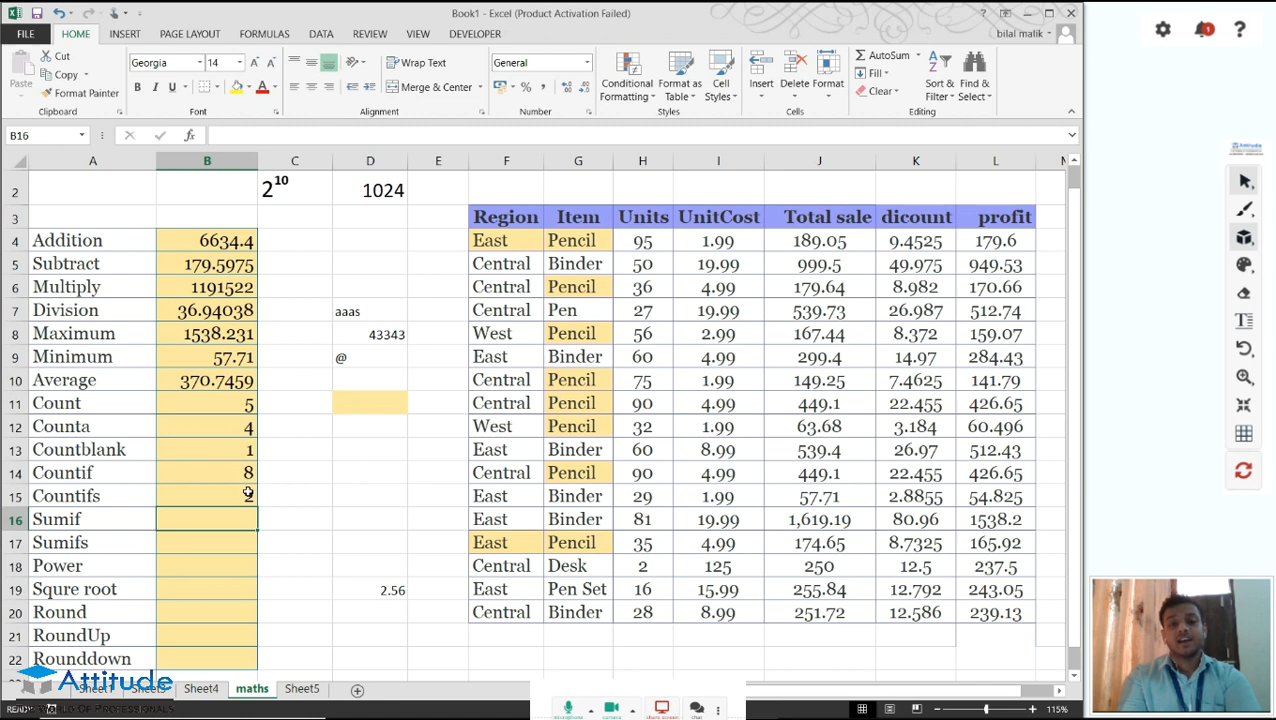 Book1 - Excel (Product Activation Failed)
FILE HOME INSERT PAGE LAYOUT FORMULAS DATA REVIEW VIEW DEVELOPER bilal malik
Cut
Copy
Format Painter
Paste
Clipboard
Georgia 14
B I U
Font
Wrap Text
Merge & Center
Alignment
General
Number
Conditional Formatting
Format as Table
Cell Styles
Styles
Insert Delete Format
Cells
AutoSum
Fill
Clear
Sort & Filter
Find & Select
Editing
B16 fx
A B C D E F G H I J K L M
2 2^10 1024
3 Region Item Units UnitCost Total sale dicount profit
4 Addition 6634.4 East Pencil 95 1.99 189.05 9.4525 179.6
5 Subtract 179.5975 Central Binder 50 19.99 999.5 49.975 949.53
6 Multiply 1191522 Central Pencil 36 4.99 179.64 8.982 170.66
7 Division 36.94038 aaas Central Pen 27 19.99 539.73 26.987 512.74
8 Maximum 1538.231 43343 West Pencil 56 2.99 167.44 8.372 159.07
9 Minimum 57.71 @ East Binder 60 4.99 299.4 14.97 284.43
10 Average 370.7459 Central Pencil 75 1.99 149.25 7.4625 141.79
11 Count 5 Central Pencil 90 4.99 449.1 22.455 426.65
12 Counta 4 West Pencil 32 1.99 63.68 3.184 60.496
13 Countblank 1 East Binder 60 8.99 539.4 26.97 512.43
14 Countif 8 Central Pencil 90 4.99 449.1 22.455 426.65
15 Countifs 2 East Binder 29 1.99 57.71 2.8855 54.825
16 Sumif East Binder 81 19.99 1,619.19 80.96 1538.2
17 Sumifs East Pencil 35 4.99 174.65 8.7325 165.92
18 Power Central Desk 2 125 250 12.5 237.5
19 Squre root 2.56 East Pen Set 16 15.99 255.84 12.792 243.05
20 Round Central Binder 28 8.99 251.72 12.586 239.13
21 RoundUp
22 Rounddown
Attitude
WORLD OF PROFESSIONALS
Sheet4 maths Sheet5
microphone camera share screen chat
115%
1
?
Attitude